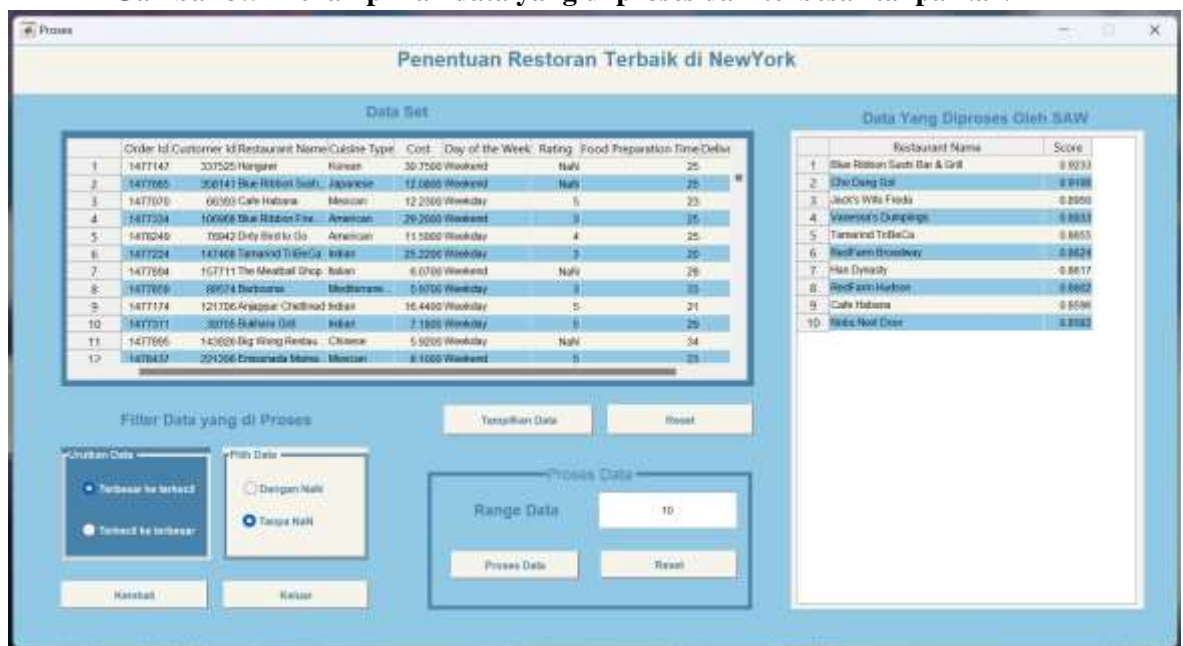 Proses
Penentuan Restoran Terbaik di NewYork
Data Set
Order Id Customer Id Restaurant Name Cuisine Type Cost Day of the Week Rating Food Preparation Time Delive
1 1477147 337525 Hangawi Korean 30.7500 Weekend NaN 25
2 1477685 358141 Blue Ribbon Sushi... Japanese 12.0800 Weekend NaN 25
3 1477070 66393 Cafe Habana Mexican 12.2300 Weekday 5 23
4 1477334 106968 Blue Ribbon Frie... American 29.2000 Weekend 3 25
5 1478249 76942 Dirty Bird to Go American 11.5900 Weekday 4 25
6 1477224 147468 Tamarind TriBeCa Indian 25.2200 Weekday 3 20
7 1477894 157711 The Meatball Shop Italian 6.0700 Weekend NaN 28
8 1477859 89574 Barbounia Mediterrane... 5.9700 Weekday 3 33
9 1477174 121706 Anjappar Chettinad Indian 16.4400 Weekday 5 21
10 1477311 39705 Bukhara Grill Indian 7.1800 Weekday 5 29
11 1477895 143926 Big Wong Restau... Chinese 5.9200 Weekday NaN 34
12 1478437 221206 Empanada Mama Mexican 8.1000 Weekend 5 23
Tampilkan Data Reset
Filter Data yang di Proses
Urutkan Data
Terbesar ke terkecil
Terkecil ke terbesar
Pilih Data
Dengan NaN
Tanpa NaN
Kembali Keluar
Proses Data
Range Data 10
Proses Data Reset
Data Yang Diproses Oleh SAW
Restaurant Name Score
1 Blue Ribbon Sushi Bar & Grill 0.9233
2 Cho Dang Gol
3 Jack's Wife Freda 0.8950
4 Vanessa's Dumplings 0.8933
5 Tamarind TriBeCa 0.8653
6 RedFarm Broadway 0.8624
7 Han Dynasty 0.8617
8 RedFarm Hudson 0.8602
9 Cafe Habana 0.8596
10 Nobu Next Door 0.8592